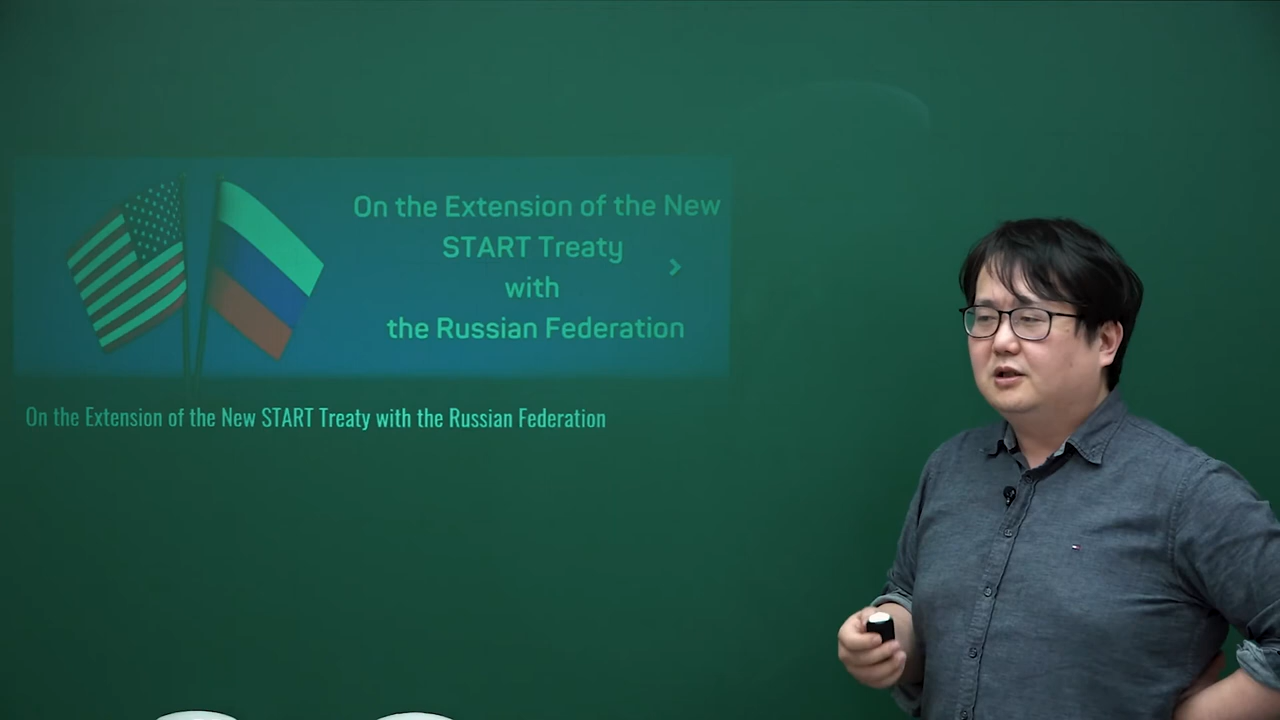 On the Extension of the New
START Treaty
with
the Russian Federation
On the Extension of the New START Treaty with the Russian Federation